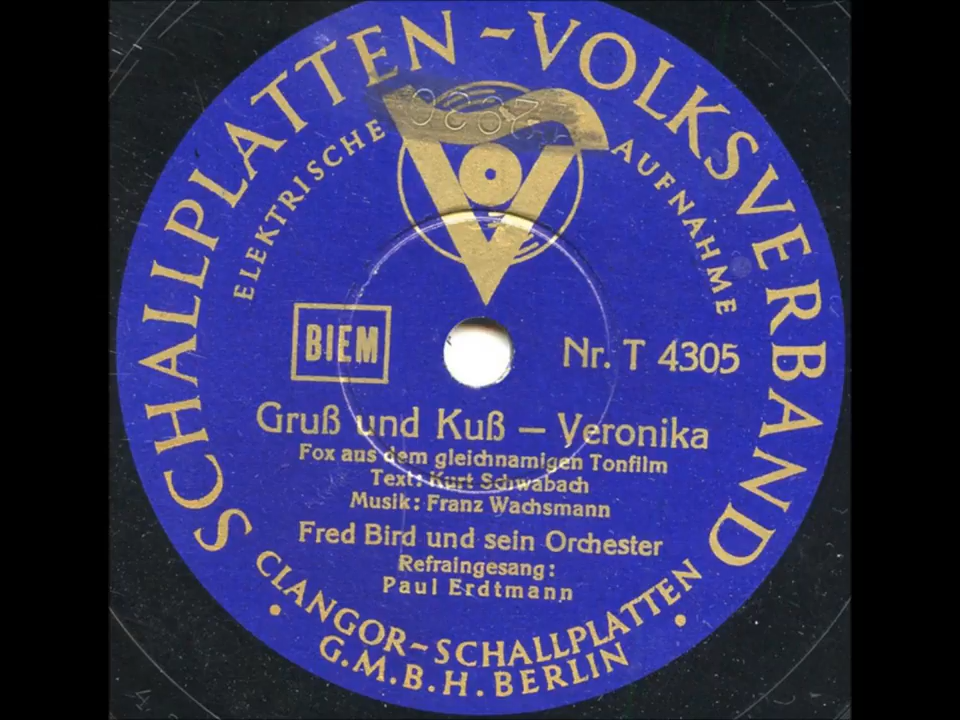 SCHALLPLATTEN-VOLKSVERBAND
ELEKTRISCHE AUFNAHME
BIEM
Nr. T 4305
Gruß und Kuß – Veronika
Fox aus dem gleichnamigen Tonfilm
Text: Kurt Schwabach
Musik: Franz Wachsmann
Fred Bird und sein Orchester
Refraingesang:
Paul Erdtmann
CLANGOR-SCHALLPLATTEN
G.M.B.H. BERLIN